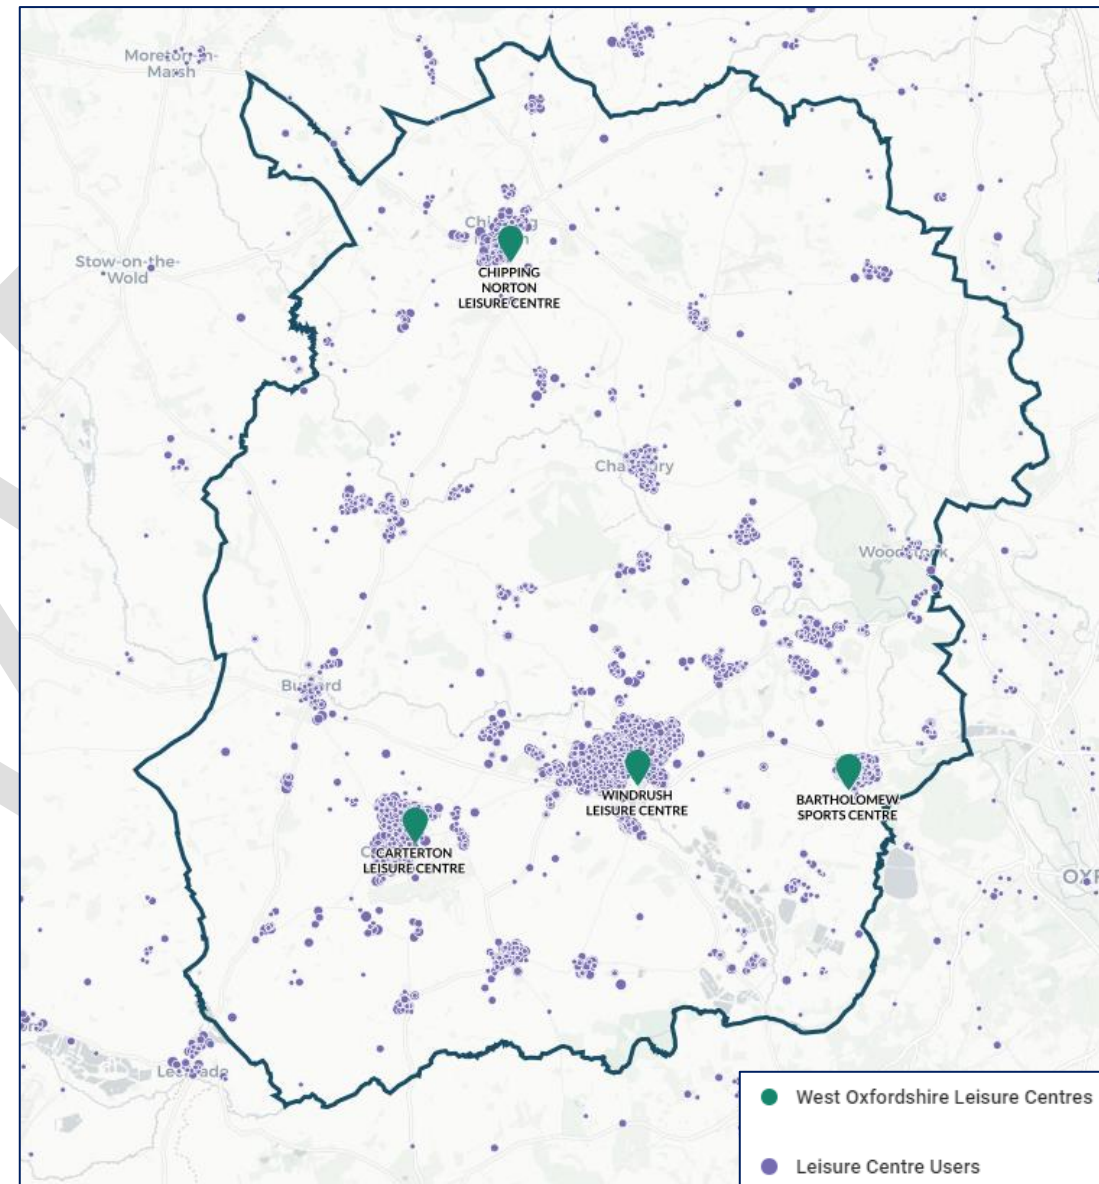 Moreton-in-
Marsh
CHIPPING
NORTON
LEISURE CENTRE
Stow-on-the-
Wold
Woodstock
WINDRUSH
LEISURE CENTRE
BARTHOLOMEW
SPORTS CENTRE
CARTERTON
LEISURE CENTRE
West Oxfordshire Leisure Centres
Leisure Centre Users